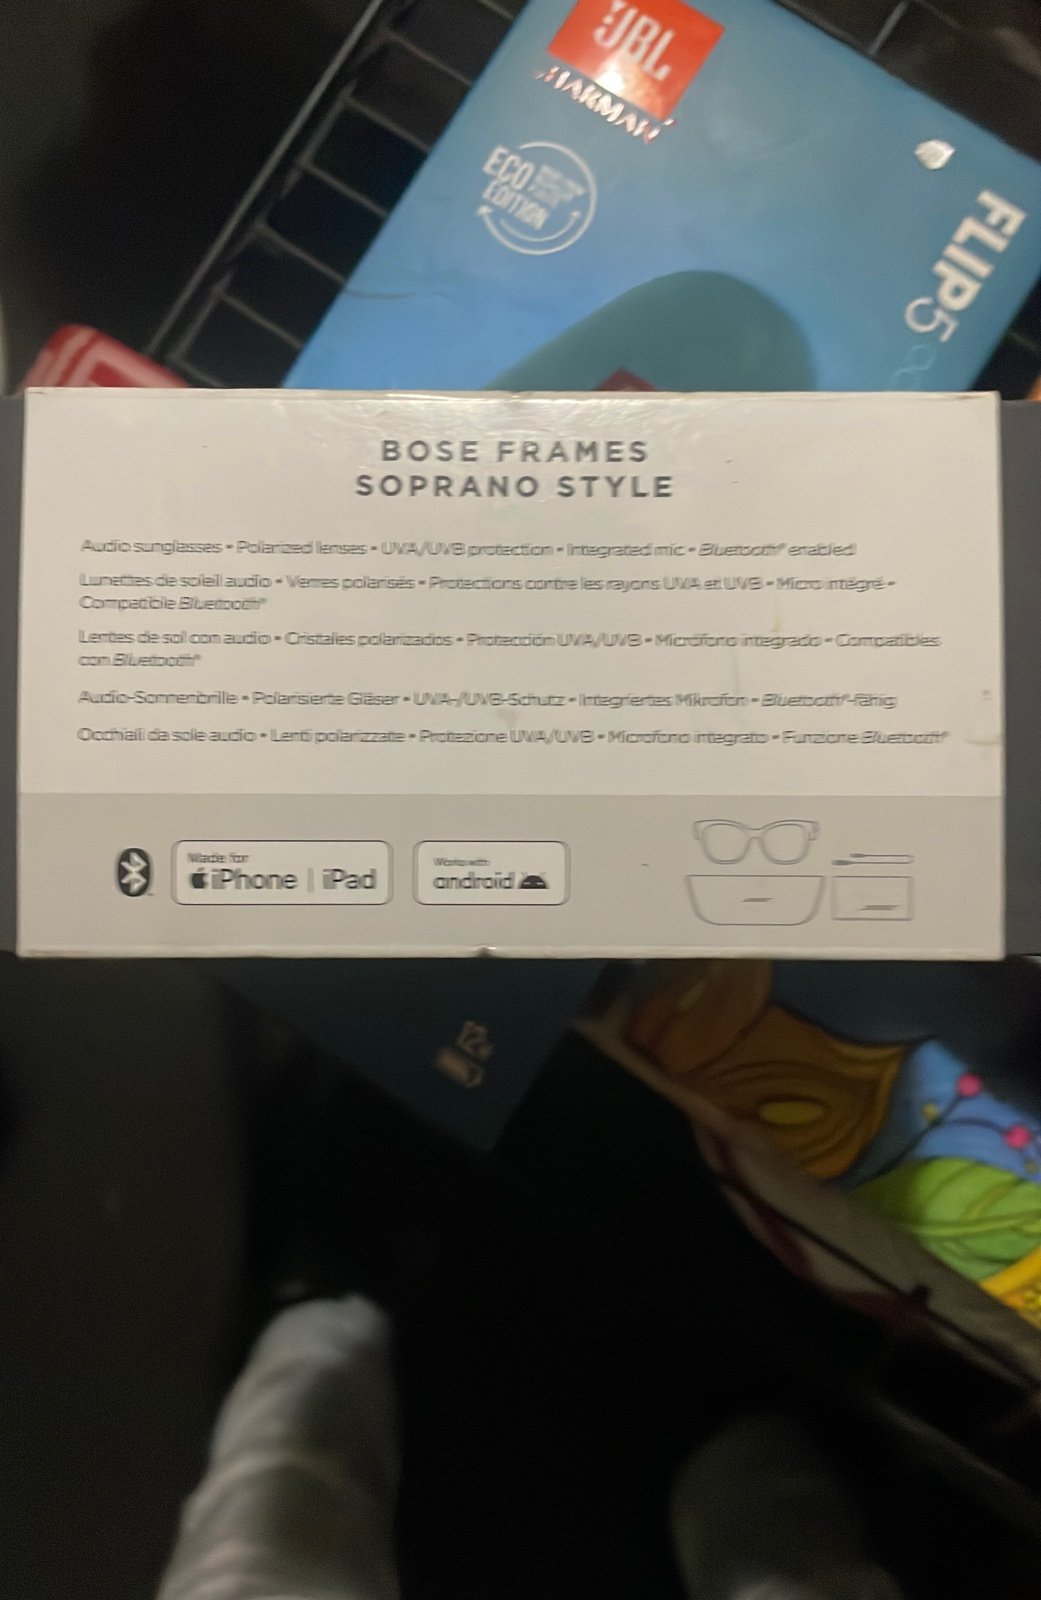 JBL
HARMAN
ECO
EDITION
FLIP5
BOSE FRAMES
SOPRANO STYLE
Audio sunglasses • Polarized lenses • UVA/UVB protection • Integrated mic • Bluetooth® enabled
Lunettes de soleil audio • Verres polarisés • Protections contre les rayons UVA et UVB • Micro intégré •
Compatible Bluetooth®
Lentes de sol con audio • Cristales polarizados • Protección UVA/UVB • Micrófono integrado • Compatibles
con Bluetooth®
Audio-Sonnenbrille • Polarisierte Gläser • UVA-/UVB-Schutz • Integriertes Mikrofon • Bluetooth®-fähig
Occhiali da sole audio • Lenti polarizzate • Protezione UVA/UVB • Microfono integrato • Funzione Bluetooth®
Made for
iPhone | iPad
Works with
android